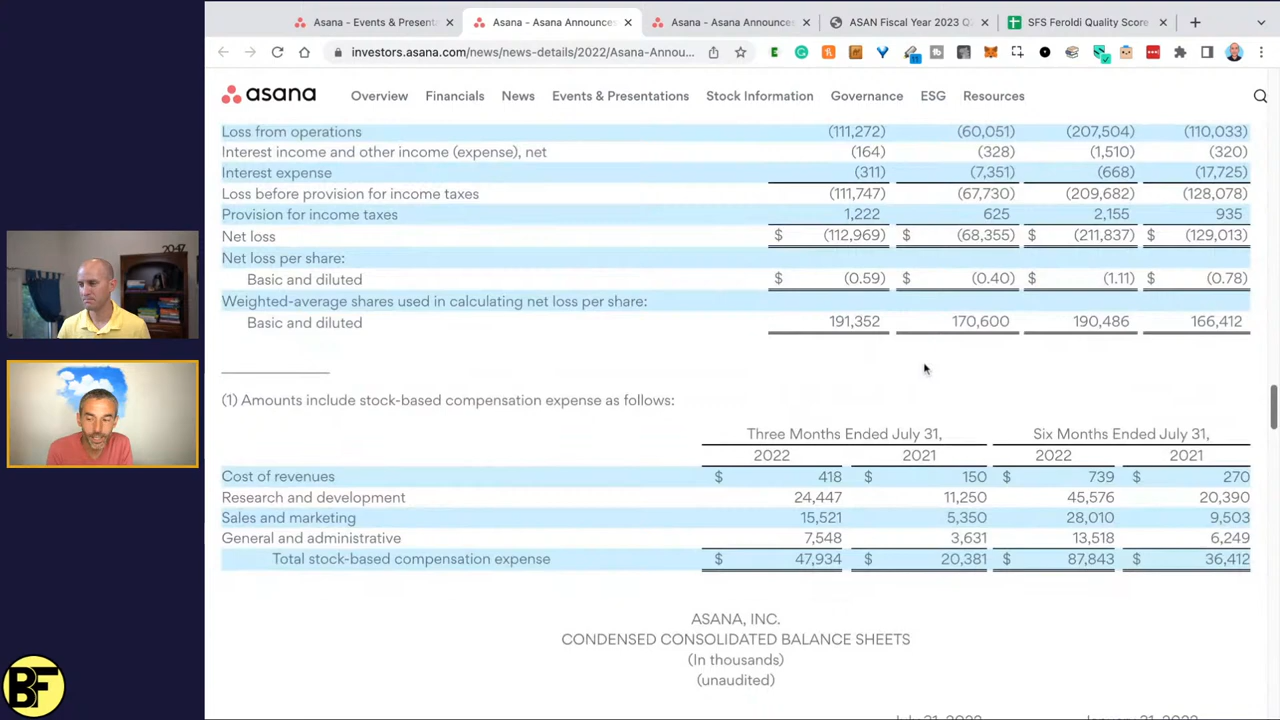 Asana - Events & Presenta
Asana - Asana Announce
Asana - Asana Announce
ASAN Fiscal Year 2023 Q
SFS Feroldi Quality Score
investors.asana.com/news/news-details/2022/Asana-Annou...
11
asana
Overview
Financials
News
Events & Presentations
Stock Information
Governance
ESG
Resources
Loss from operations (111,272) (60,051) (207,504) (110,033)
Interest income and other income (expense), net (164) (328) (1,510) (320)
Interest expense (311) (7,351) (668) (17,725)
Loss before provision for income taxes (111,747) (67,730) (209,682) (128,078)
Provision for income taxes 1,222 625 2,155 935
Net loss $ (112,969) $ (68,355) $ (211,837) $ (129,013)
Net loss per share:
Basic and diluted $ (0.59) $ (0.40) $ (1.11) $ (0.78)
Weighted-average shares used in calculating net loss per share:
Basic and diluted 191,352 170,600 190,486 166,412
(1) Amounts include stock-based compensation expense as follows:
Three Months Ended July 31, Six Months Ended July 31,
2022 2021 2022 2021
Cost of revenues $ 418 $ 150 $ 739 $ 270
Research and development 24,447 11,250 45,576 20,390
Sales and marketing 15,521 5,350 28,010 9,503
General and administrative 7,548 3,631 13,518 6,249
Total stock-based compensation expense $ 47,934 $ 20,381 $ 87,843 $ 36,412
ASANA, INC.
CONDENSED CONSOLIDATED BALANCE SHEETS
(In thousands)
(unaudited)
July 31, 2022 January 31, 2022
BF